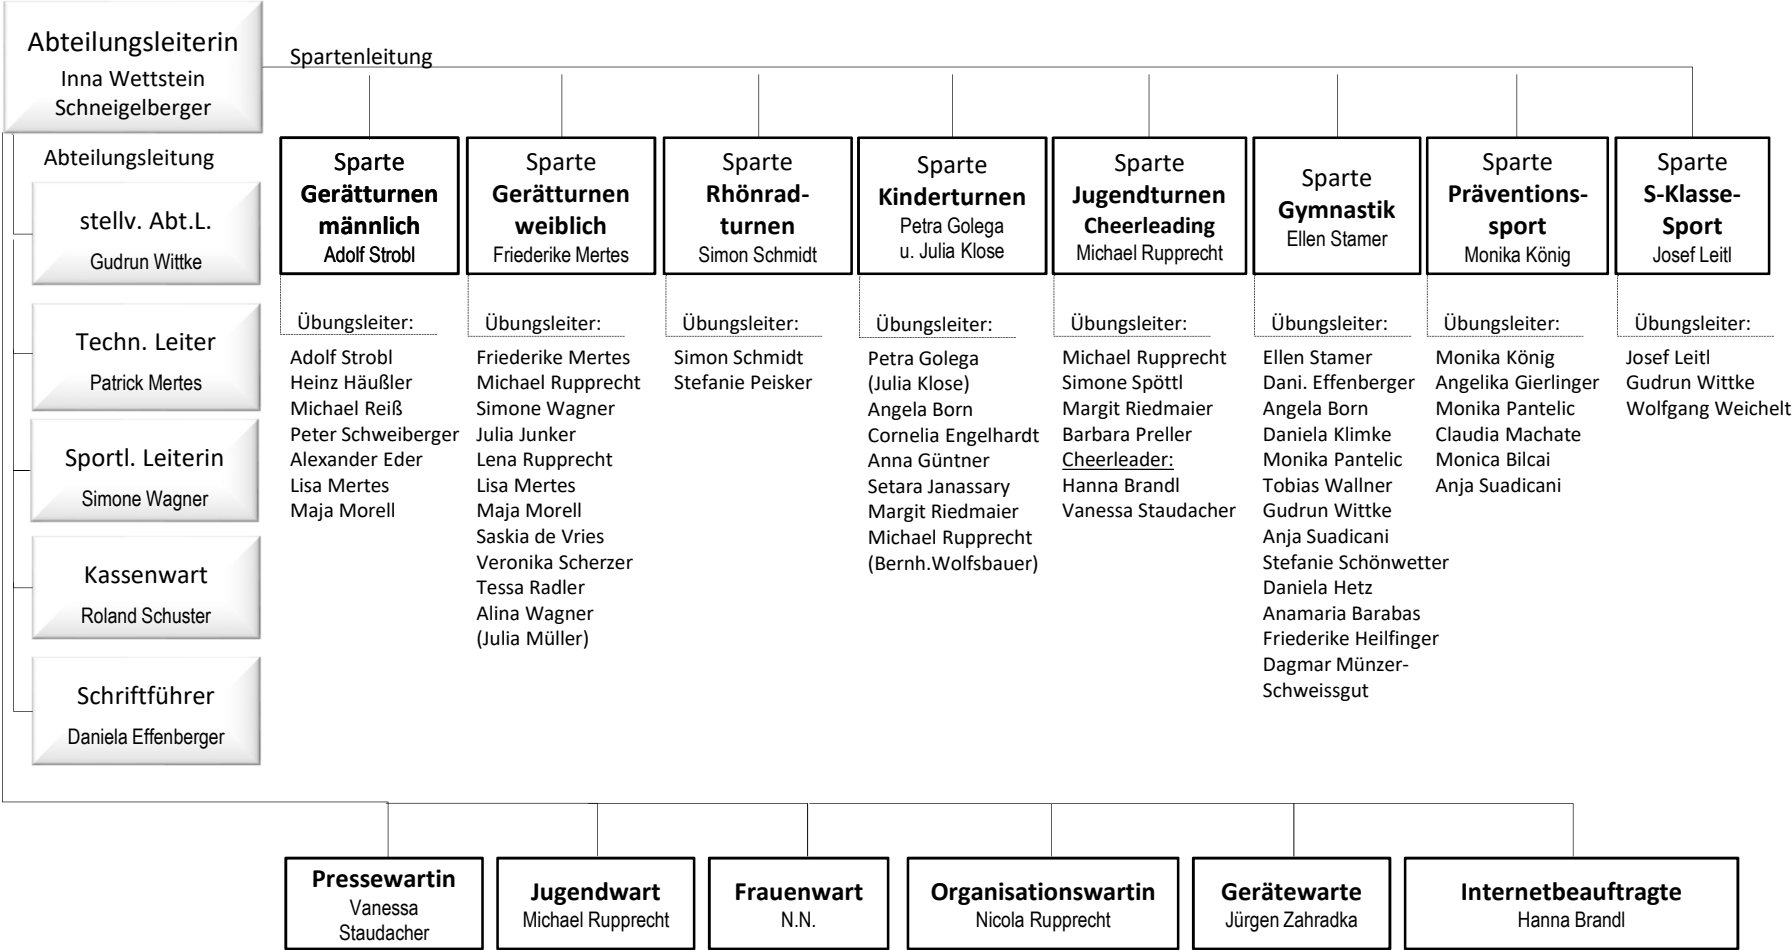 Abteilungsleiterin
Inna Wettstein
Schneigelberger
Spartenleitung
Abteilungsleitung
stellv. Abt.L.
Gudrun Wittke
Techn. Leiter
Patrick Mertes
Sportl. Leiterin
Simone Wagner
Kassenwart
Roland Schuster
Schriftführer
Daniela Effenberger
Sparte
Gerätturnen
männlich
Adolf Strobl
Übungsleiter:
Adolf Strobl
Heinz Häußler
Michael Reiß
Peter Schweiberger
Alexander Eder
Lisa Mertes
Maja Morell
Sparte
Gerätturnen
weiblich
Friederike Mertes
Übungsleiter:
Friederike Mertes
Michael Rupprecht
Simone Wagner
Julia Junker
Lena Rupprecht
Lisa Mertes
Maja Morell
Saskia de Vries
Veronika Scherzer
Tessa Radler
Alina Wagner
(Julia Müller)
Sparte
Rhönrad-
turnen
Simon Schmidt
Übungsleiter:
Simon Schmidt
Stefanie Peisker
Sparte
Kinderturnen
Petra Golega
u. Julia Klose
Übungsleiter:
Petra Golega
(Julia Klose)
Angela Born
Cornelia Engelhardt
Anna Güntner
Setara Janassary
Margit Riedmaier
Michael Rupprecht
(Bernh.Wolfsbauer)
Sparte
Jugendturnen
Cheerleading
Michael Rupprecht
Übungsleiter:
Michael Rupprecht
Simone Spöttl
Margit Riedmaier
Barbara Preller
Cheerleader:
Hanna Brandl
Vanessa Staudacher
Sparte
Gymnastik
Ellen Stamer
Übungsleiter:
Ellen Stamer
Dani. Effenberger
Angela Born
Daniela Klimke
Monika Pantelic
Tobias Wallner
Gudrun Wittke
Anja Suadicani
Stefanie Schönwetter
Daniela Hetz
Anamaria Barabas
Friederike Heilfinger
Dagmar Münzer-
Schweissgut
Sparte
Präventions-
sport
Monika König
Übungsleiter:
Monika König
Angelika Gierlinger
Monika Pantelic
Claudia Machate
Monica Bilcai
Anja Suadicani
Sparte
S-Klasse-
Sport
Josef Leitl
Übungsleiter:
Josef Leitl
Gudrun Wittke
Wolfgang Weichelt
Pressewartin
Vanessa
Staudacher
Jugendwart
Michael Rupprecht
Frauenwart
N.N.
Organisationswartin
Nicola Rupprecht
Gerätewarte
Jürgen Zahradka
Internetbeauftragte
Hanna Brandl